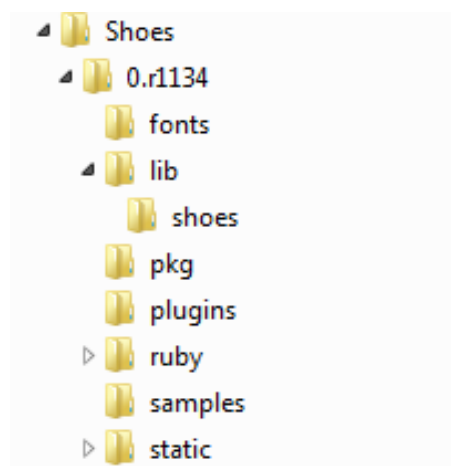 Shoes
0.r1134
fonts
lib
shoes
pkg
plugins
ruby
samples
static